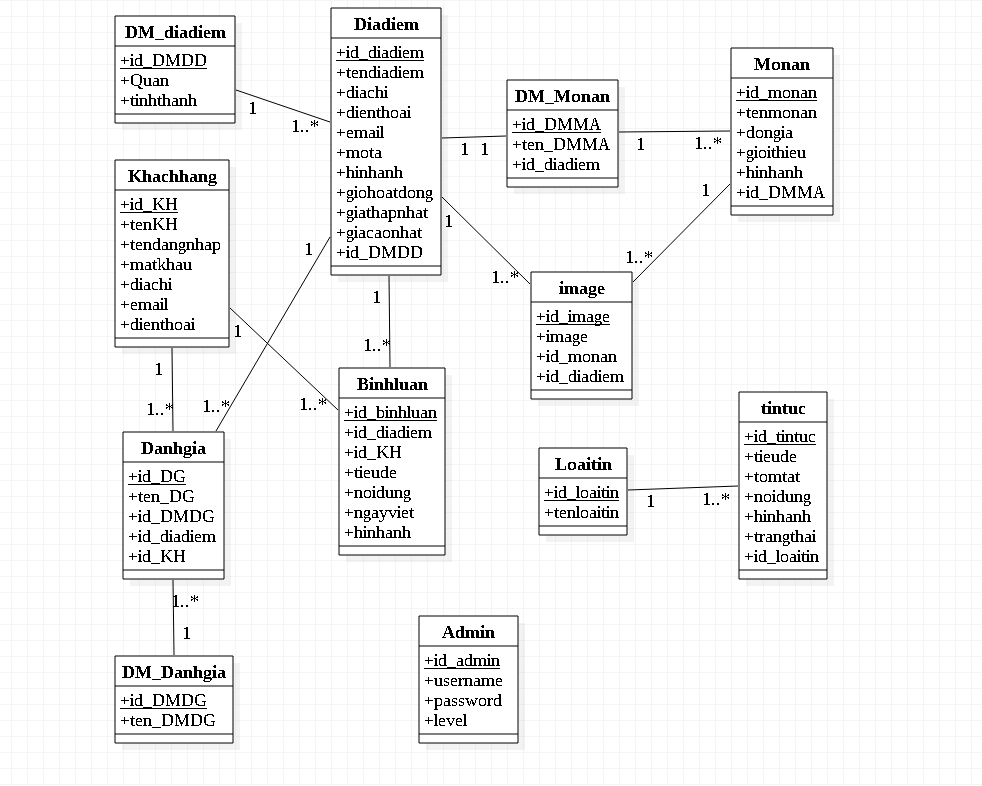 DM_diadiem
+id_DMDD
+Quan
+tinhthanh
1
1..*
Diadiem
+id_diadiem
+tendiadiem
+diachi
+dienthoai
+email
+mota
+hinhanh
+giohoatdong
+giathapnhat
+giacaonhat
+id_DMDD
1 1
DM_Monan
+id_DMMA
+ten_DMMA
+id_diadiem
1
1..*
Monan
+id_monan
+tenmonan
+dongia
+gioithieu
+hinhanh
+id_DMMA
1
1..*
Khachhang
+id_KH
+tenKH
+tendangnhap
+matkhau
+diachi
+email
+dienthoai
1
1..*
1
1..*
1
1..*
1
1..*
1
1..*
image
+id_image
+image
+id_monan
+id_diadiem
Binhluan
+id_binhluan
+id_diadiem
+id_KH
+tieude
+noidung
+ngayviet
+hinhanh
Danhgia
+id_DG
+ten_DG
+id_DMDG
+id_diadiem
+id_KH
1..*
1
DM_Danhgia
+id_DMDG
+ten_DMDG
Loaitin
+id_loaitin
+tenloaitin
1
1..*
tintuc
+id_tintuc
+tieude
+tomtat
+noidung
+hinhanh
+trangthai
+id_loaitin
Admin
+id_admin
+username
+password
+level